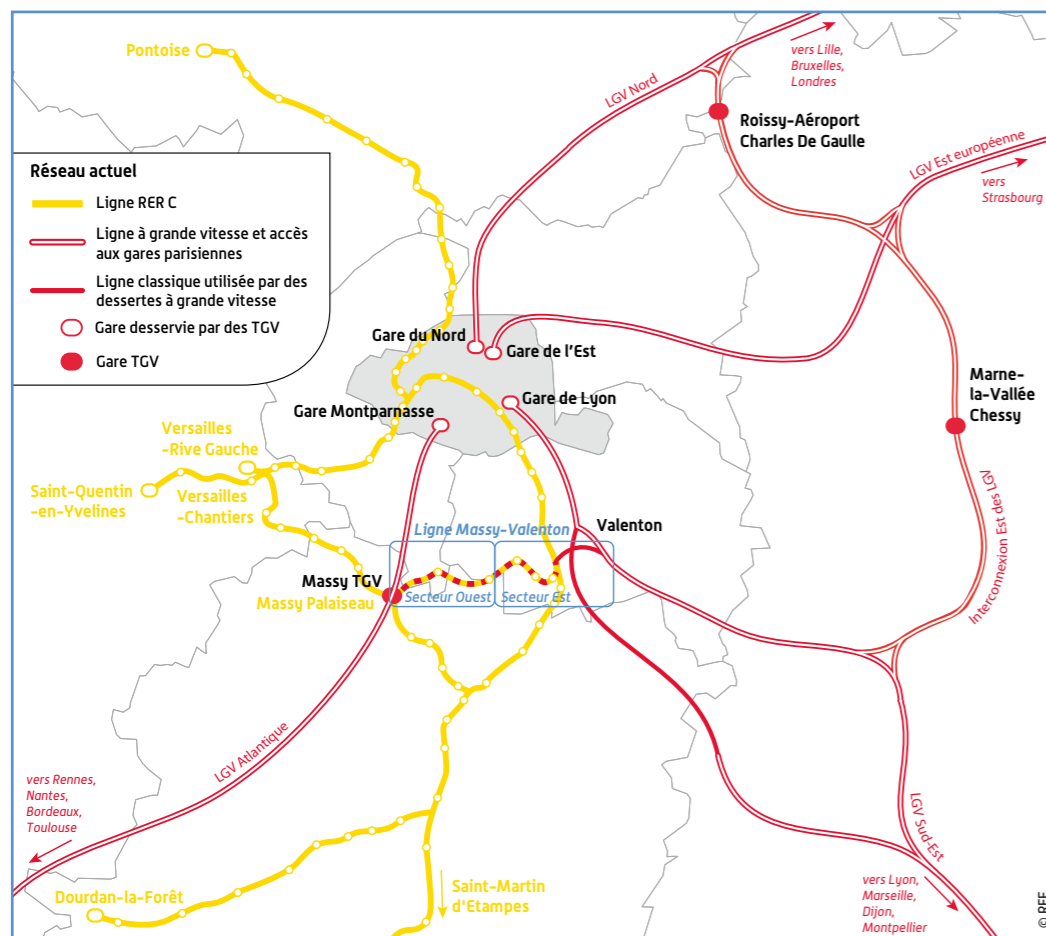 Pontoise
vers Lille,
Bruxelles,
Londres
LGV Nord
Roissy-Aéroport
Charles De Gaulle
LGV Est européenne
vers
Strasbourg
Réseau actuel
Ligne RER C
Ligne à grande vitesse et accès
aux gares parisiennes
Ligne classique utilisée par des
dessertes à grande vitesse
Gare desservie par des TGV
Gare TGV
Gare du Nord
Gare de l'Est
Gare de Lyon
Gare Montparnasse
Marne-
la-Vallée
Chessy
Versailles
-Rive Gauche
Saint-Quentin
-en-Yvelines
Versailles
-Chantiers
Ligne Massy-Valenton
Valenton
Interconnexion Est des LGV
Massy TGV
Massy Palaiseau
Secteur Ouest
Secteur Est
LGV Atlantique
vers Rennes,
Nantes,
Bordeaux,
Toulouse
LGV Sud-Est
Dourdan-la-Forêt
Saint-Martin
d'Etampes
vers Lyon,
Marseille,
Dijon,
Montpellier
© RFF